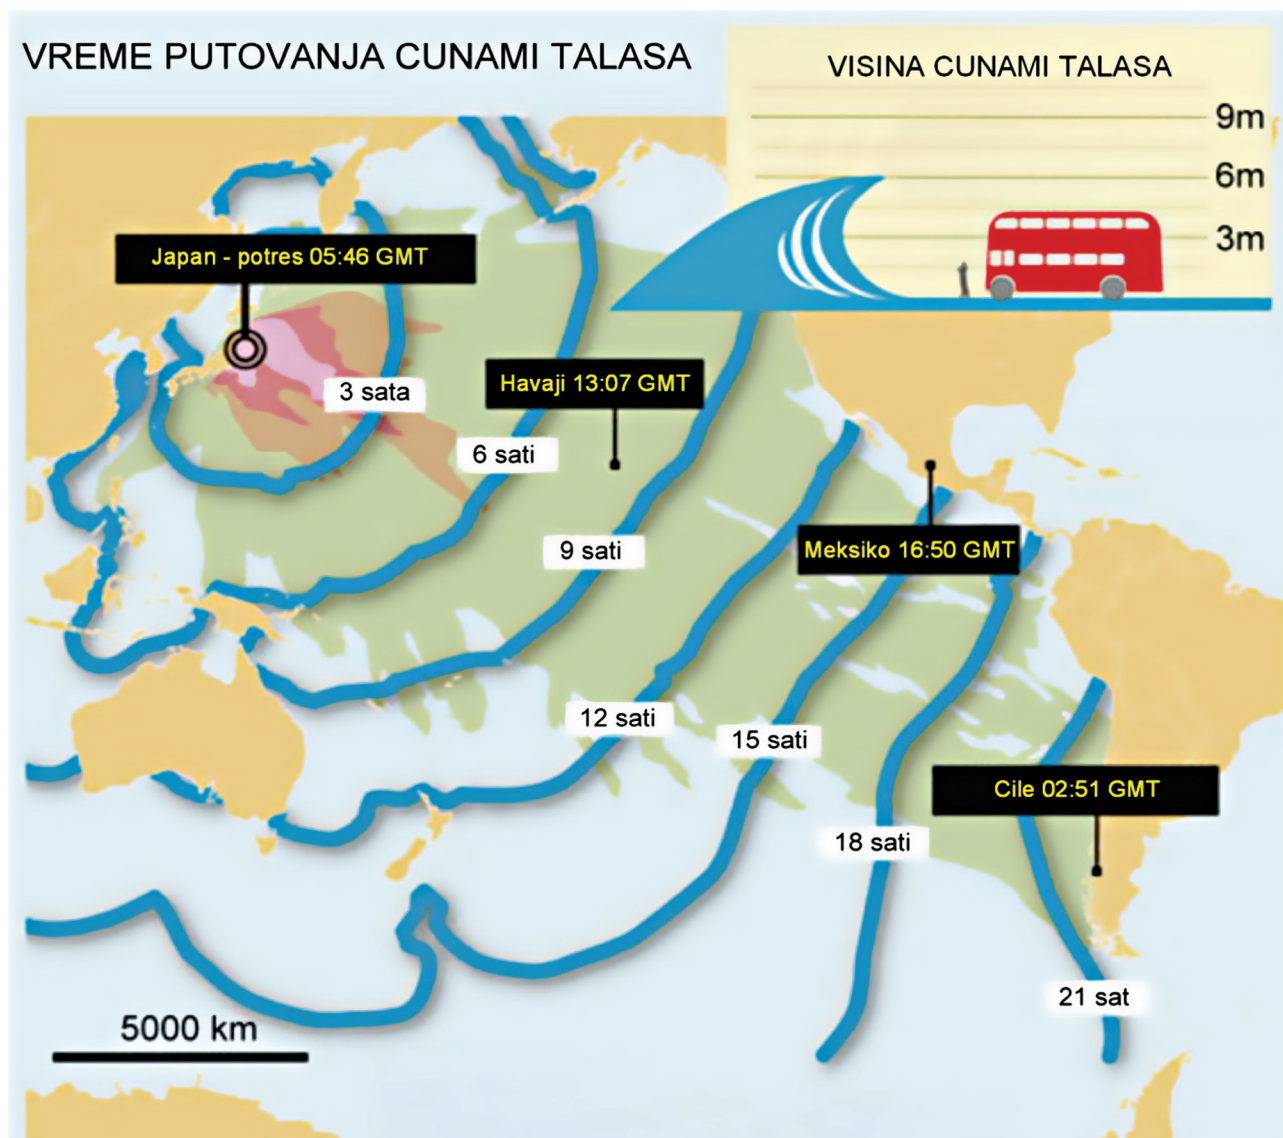 VREME PUTOVANJA CUNAMI TALASA
VISINA CUNAMI TALASA
9m
6m
3m
Japan - potres 05:46 GMT
Havaji 13:07 GMT
3 sata
6 sati
9 sati
Meksiko 16:50 GMT
12 sati
15 sati
Cile 02:51 GMT
18 sati
21 sat
5000 km